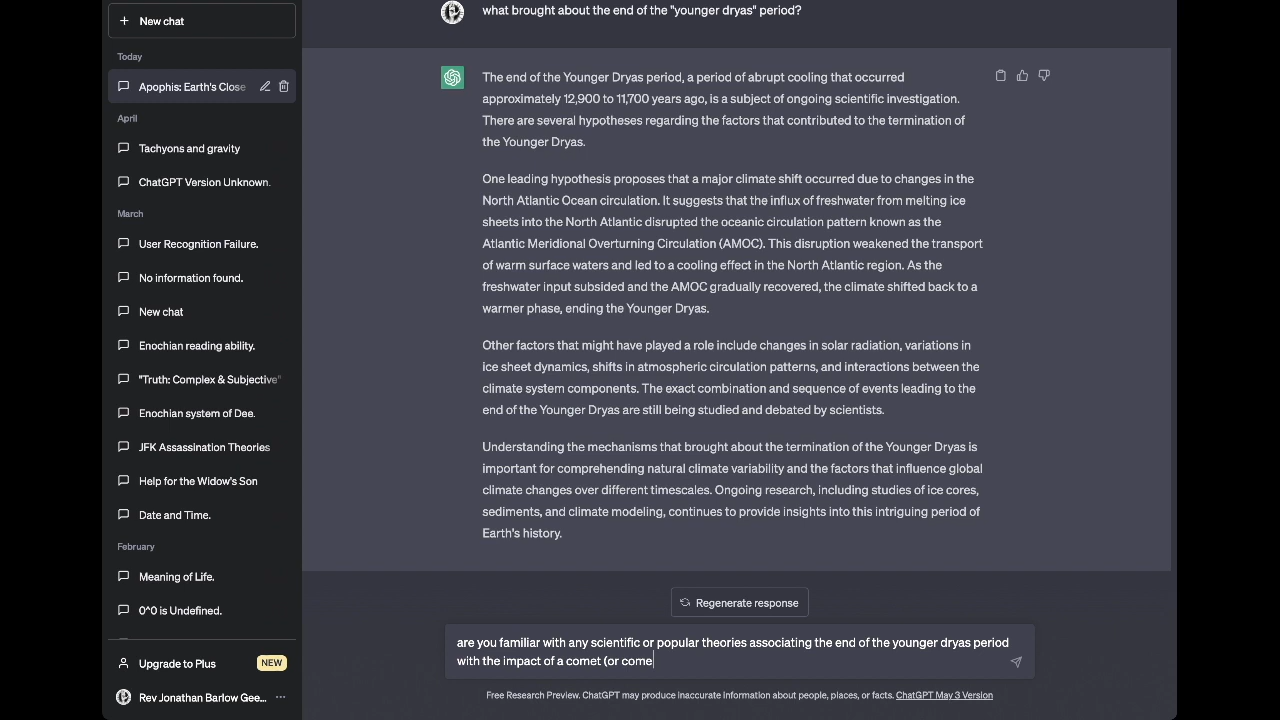 what brought about the end of the "younger dryas" period?
New chat
Today
Apophis: Earth's Close
April
Tachyons and gravity
ChatGPT Version Unknown.
March
User Recognition Failure.
No information found.
New chat
Enochian reading ability.
"Truth: Complex & Subjective"
Enochian system of Dee.
JFK Assassination Theories
Help for the Widow's Son
Date and Time.
February
Meaning of Life.
0^0 is Undefined.
Upgrade to Plus
NEW
Rev Jonathan Barlow Gee...
The end of the Younger Dryas period, a period of abrupt cooling that occurred
approximately 12,900 to 11,700 years ago, is a subject of ongoing scientific investigation.
There are several hypotheses regarding the factors that contributed to the termination of
the Younger Dryas.
One leading hypothesis proposes that a major climate shift occurred due to changes in the
North Atlantic Ocean circulation. It suggests that the influx of freshwater from melting ice
sheets into the North Atlantic disrupted the oceanic circulation pattern known as the
Atlantic Meridional Overturning Circulation (AMOC). This disruption weakened the transport
of warm surface waters and led to a cooling effect in the North Atlantic region. As the
freshwater input subsided and the AMOC gradually recovered, the climate shifted back to a
warmer phase, ending the Younger Dryas.
Other factors that might have played a role include changes in solar radiation, variations in
ice sheet dynamics, shifts in atmospheric circulation patterns, and interactions between the
climate system components. The exact combination and sequence of events leading to the
end of the Younger Dryas are still being studied and debated by scientists.
Understanding the mechanisms that brought about the termination of the Younger Dryas is
important for comprehending natural climate variability and the factors that influence global
climate changes over different timescales. Ongoing research, including studies of ice cores,
sediments, and climate modeling, continues to provide insights into this intriguing period of
Earth's history.
Regenerate response
are you familiar with any scientific or popular theories associating the end of the younger dryas period
with the impact of a comet (or come
Free Research Preview. ChatGPT may produce inaccurate information about people, places, or facts. ChatGPT May 3 Version